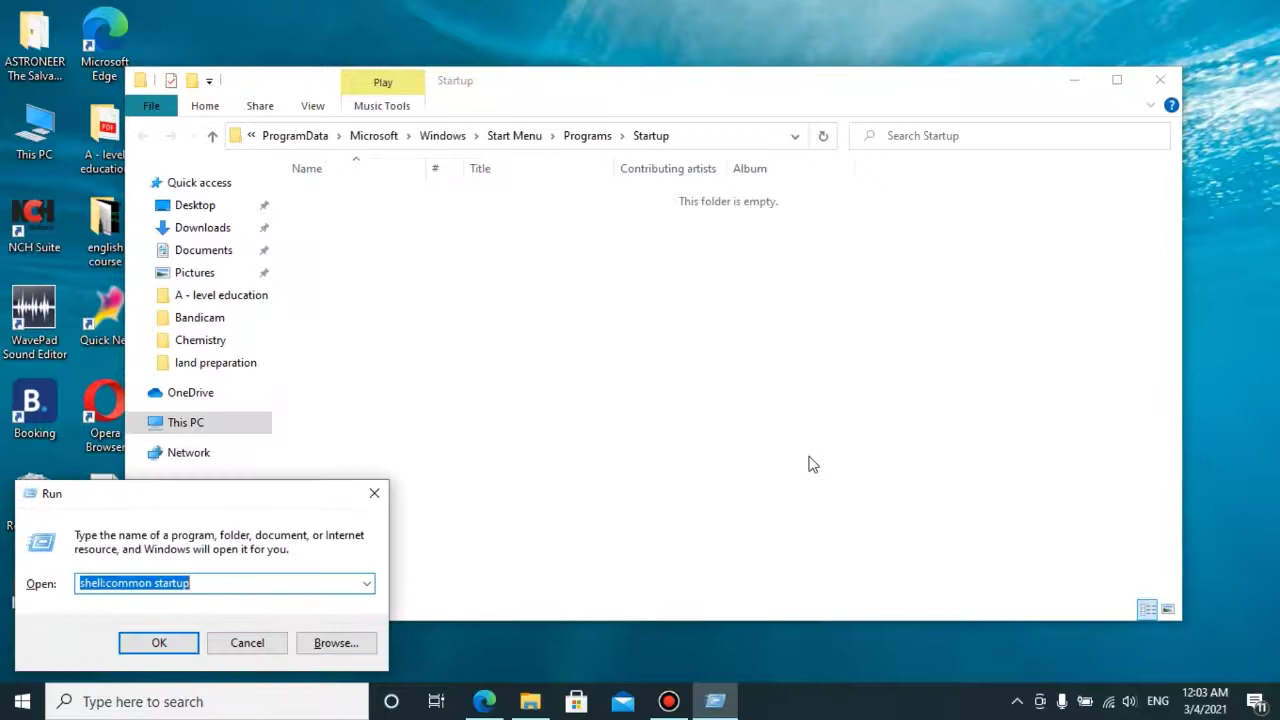 ASTRONEER
The Salva...
Microsoft
Edge
This PC
PDF
A - level
educatio
NCH
NCH Suite
english
course
WavePad
Sound Editor
Quick Ne
B.
Booking
Opera
Browser
Play
Startup
File
Home
Share
View
Music Tools
?
« ProgramData > Microsoft > Windows > Start Menu > Programs > Startup
Search Startup
Name
#
Title
Contributing artists
Album
This folder is empty.
Quick access
Desktop
Downloads
Documents
Pictures
A - level education
Bandicam
Chemistry
land preparation
OneDrive
This PC
Network
Run
Type the name of a program, folder, document, or Internet
resource, and Windows will open it for you.
Open:
shell:common startup
OK
Cancel
Browse...
Type here to search
ENG
12:03 AM
3/4/2021